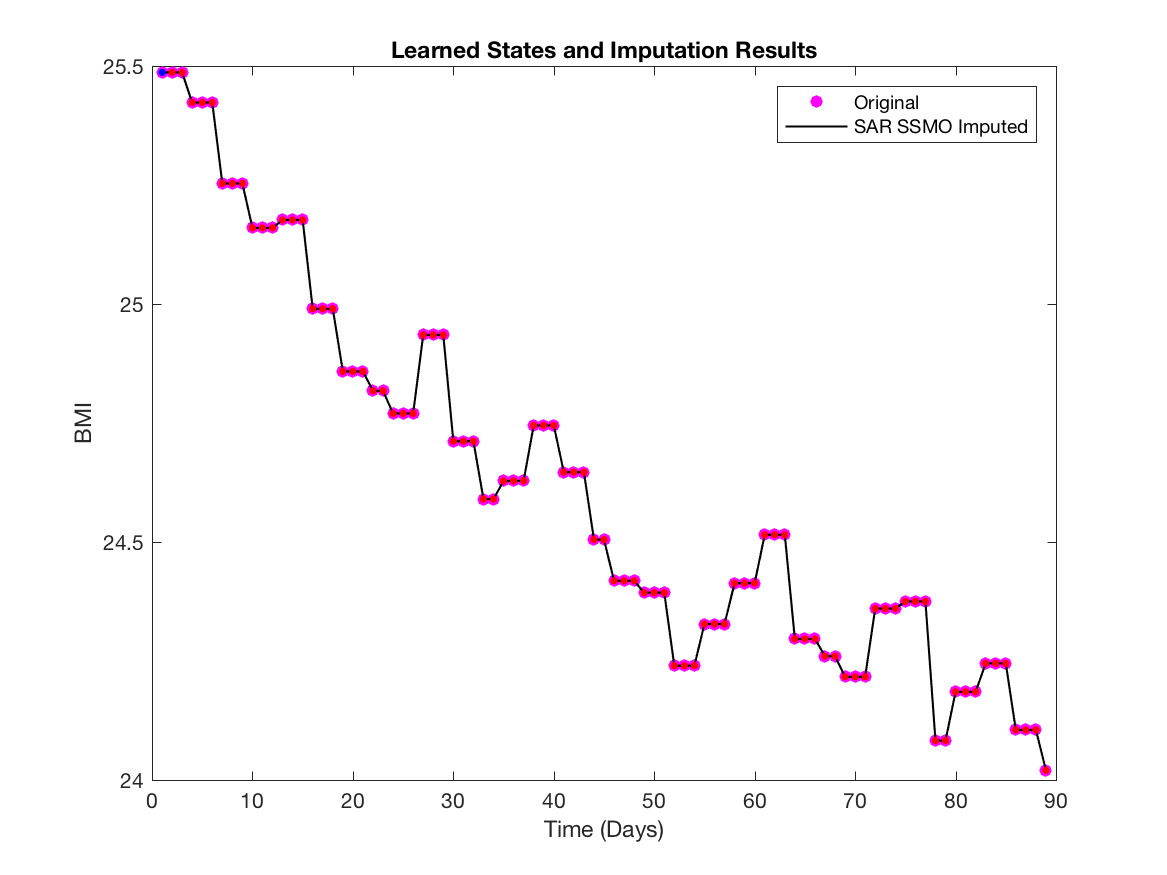 Learned States and Imputation Results
25.5
25
24.5
24
BMI
Original
SAR SSMO Imputed
0 10 20 30 40 50 60 70 80 90
Time (Days)